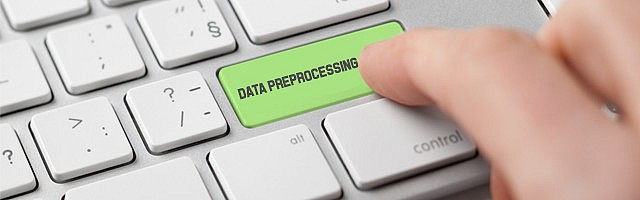 ! §
: ;
DATA PREPROCESSING
? –
/ –
> :
.
?
alt
control